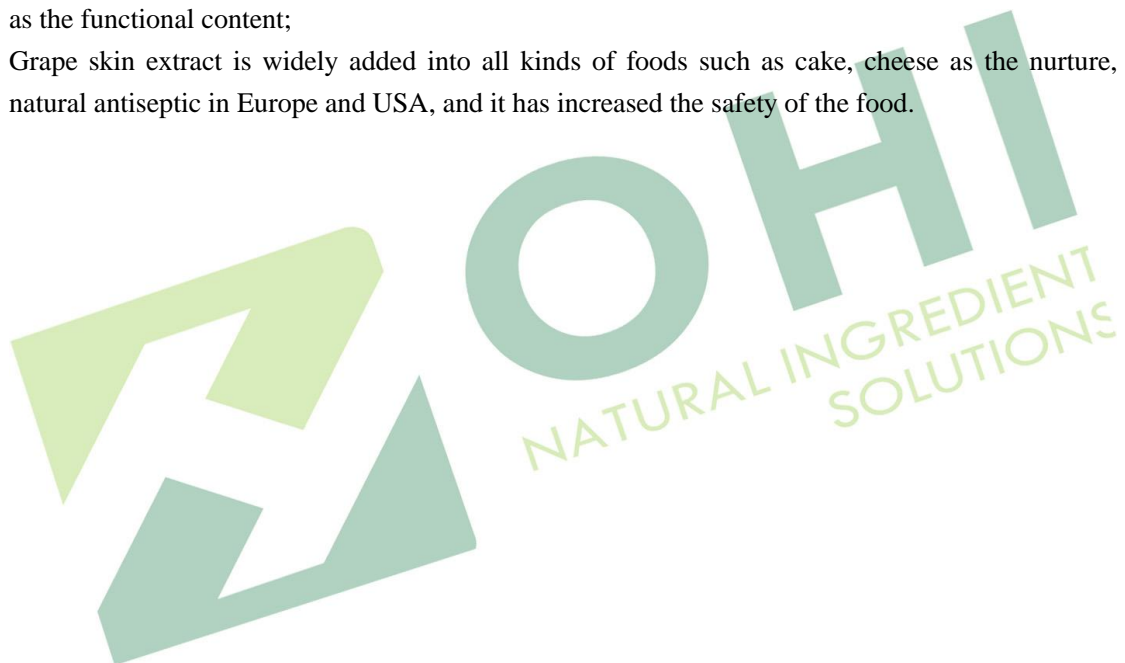 as the functional content;
Grape skin extract is widely added into all kinds of foods such as cake, cheese as the nurture,
natural antiseptic in Europe and USA, and it has increased the safety of the food.
OHI
NATURAL INGREDIENT
SOLUTIONS